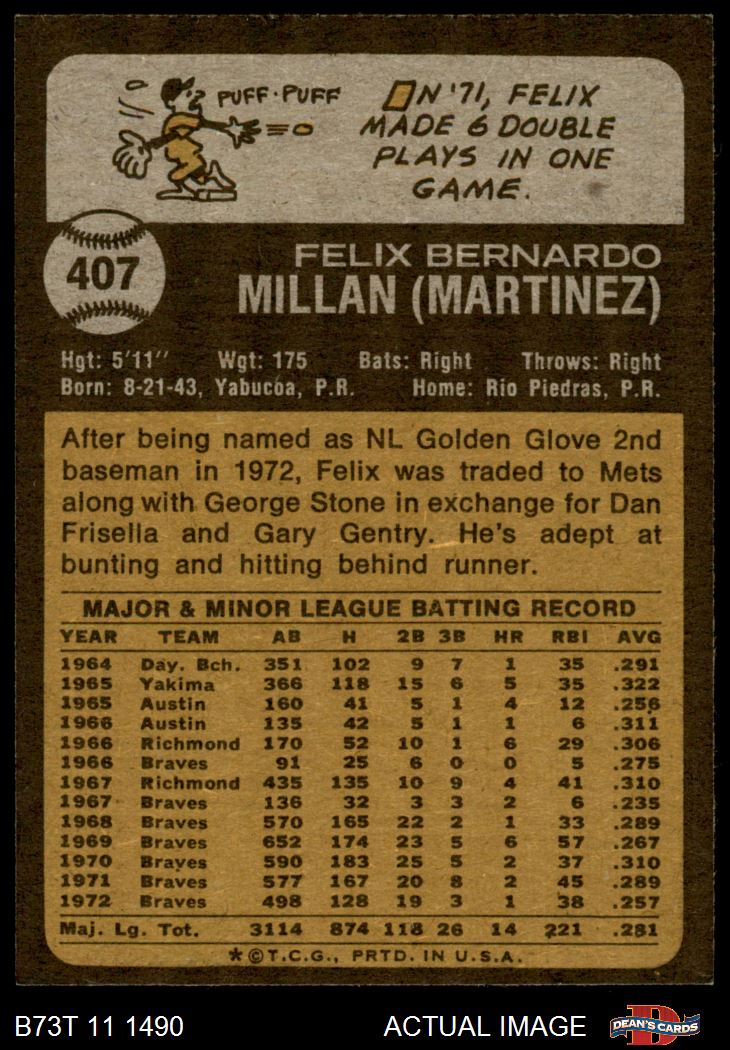 PUFF·PUFF
ON '71, FELIX
MADE 6 DOUBLE
PLAYS IN ONE
GAME.
407
FELIX BERNARDO
MILLAN (MARTINEZ)
Hgt: 5'11'' Wgt: 175 Bats: Right Throws: Right
Born: 8-21-43, Yabucoa, P.R. Home: Rio Piedras, P.R.
After being named as NL Golden Glove 2nd
baseman in 1972, Felix was traded to Mets
along with George Stone in exchange for Dan
Frisella and Gary Gentry. He's adept at
bunting and hitting behind runner.
MAJOR & MINOR LEAGUE BATTING RECORD
YEAR TEAM AB H 2B 3B HR RBI AVG
1964 Day. Bch. 351 102 9 7 1 35 .291
1965 Yakima 366 118 15 6 5 35 .322
1965 Austin 160 41 5 1 4 12 .256
1966 Austin 135 42 5 1 1 6 .311
1966 Richmond 170 52 10 1 6 29 .306
1966 Braves 91 25 6 0 0 5 .275
1967 Richmond 435 135 10 9 4 41 .310
1967 Braves 136 32 3 3 2 6 .235
1968 Braves 570 165 22 2 1 33 .289
1969 Braves 652 174 23 5 6 57 .267
1970 Braves 590 183 25 5 2 37 .310
1971 Braves 577 167 20 8 2 45 .289
1972 Braves 498 128 19 3 1 38 .257
Maj. Lg. Tot. 3114 874 118 26 14 221 .281
*©T.C.G., PRTD. IN U.S.A.
B73T 11 1490 ACTUAL IMAGE DEAN'S CARDS